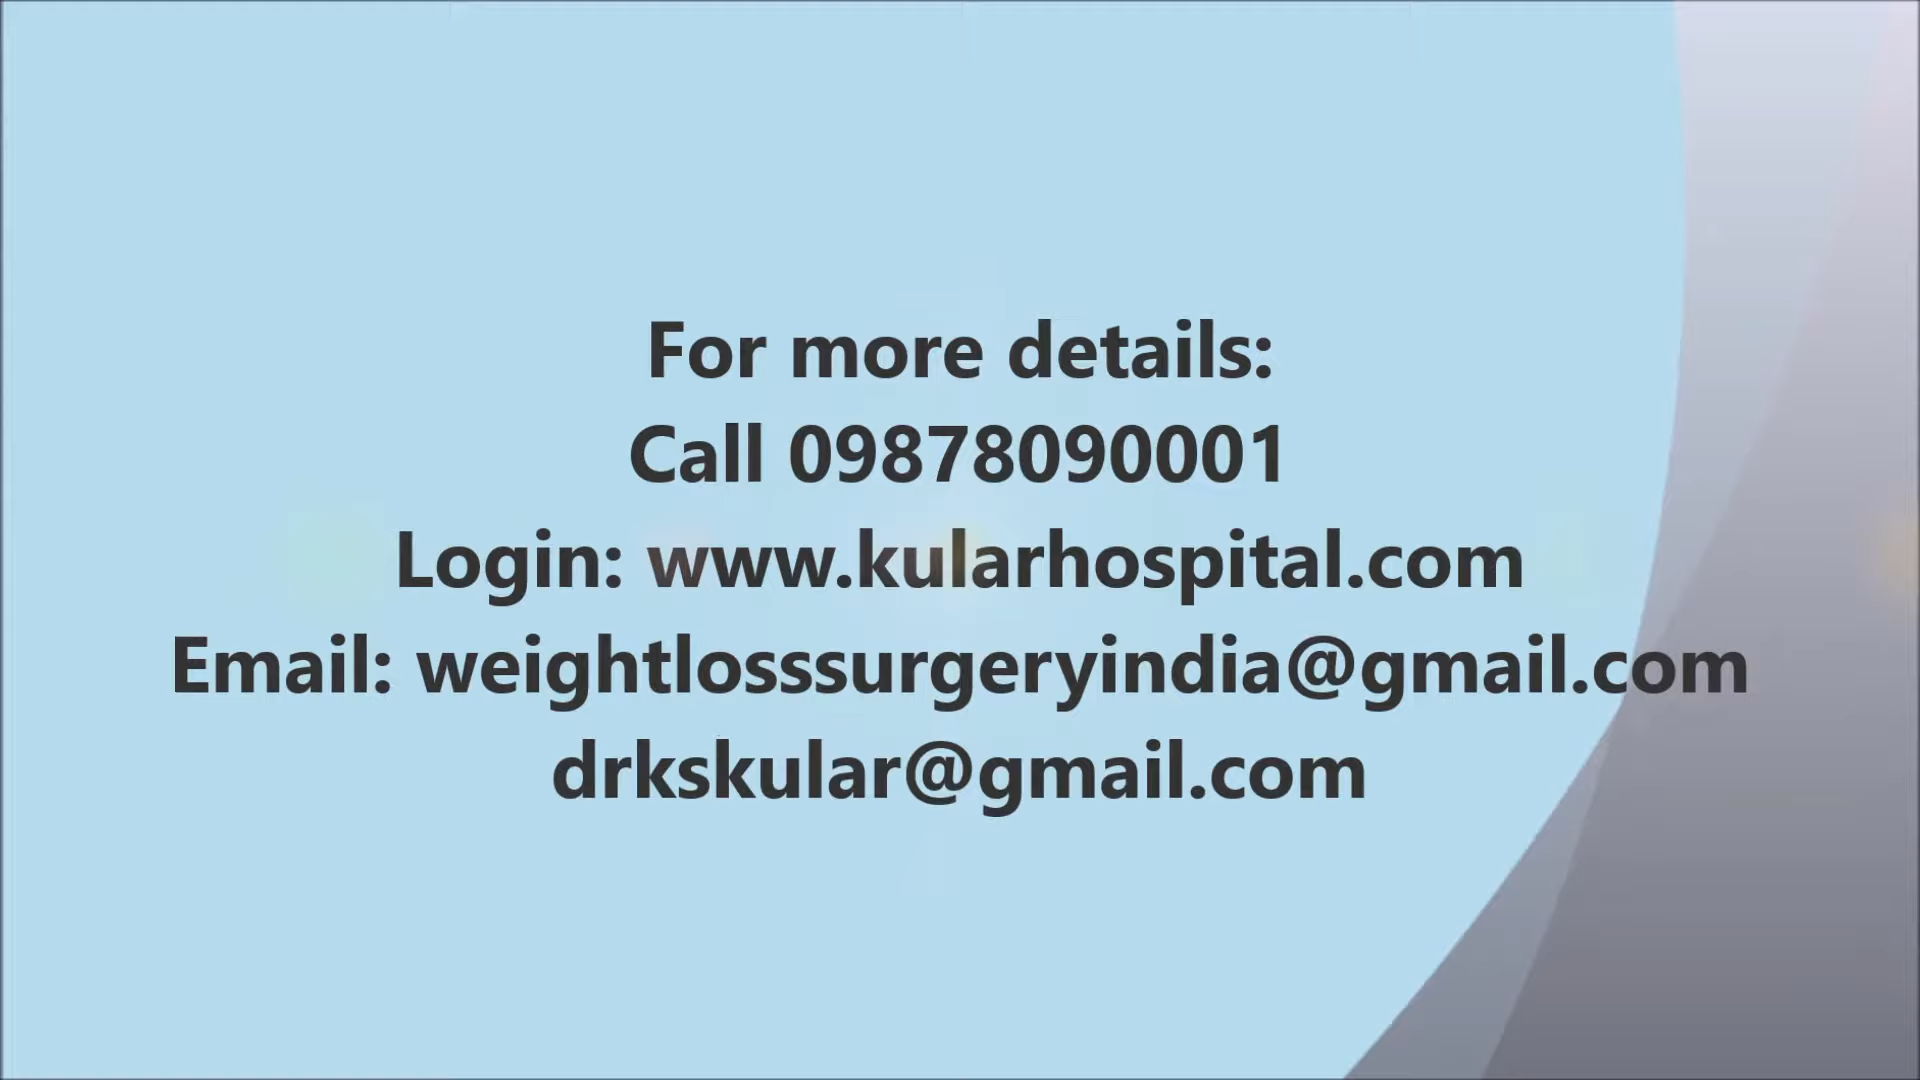 For more details:
Call 09878090001
Login: www.kularhospital.com
Email: weightlosssurgeryindia@gmail.com
drkskular@gmail.com